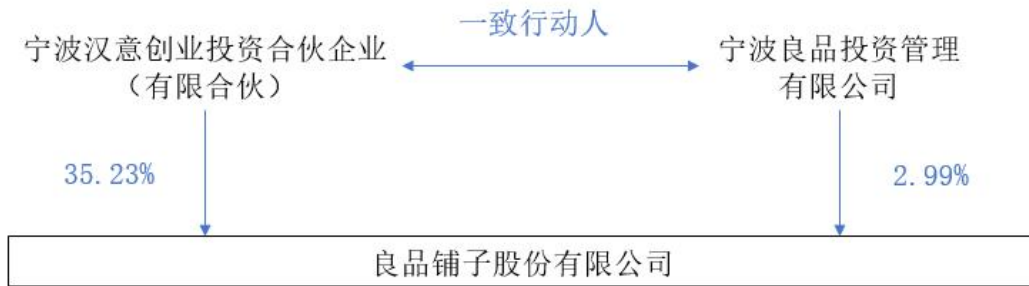 一致行动人
宁波汉意创业投资合伙企业
（有限合伙）
宁波良品投资管理
有限公司
35.23%
2.99%
良品铺子股份有限公司